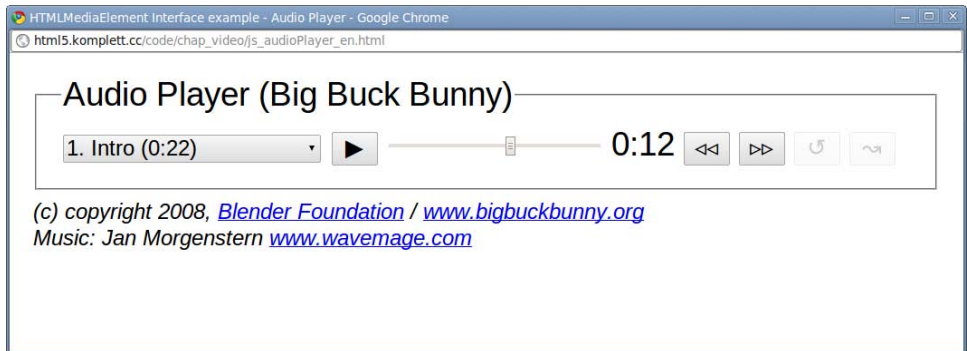 HTMLMediaElement Interface example - Audio Player - Google Chrome
html5.komplett.cc/code/chap_video/js_audioPlayer_en.html
Audio Player (Big Buck Bunny)
1. Intro (0:22) 0:12
(c) copyright 2008, Blender Foundation / www.bigbuckbunny.org
Music: Jan Morgenstern www.wavemage.com